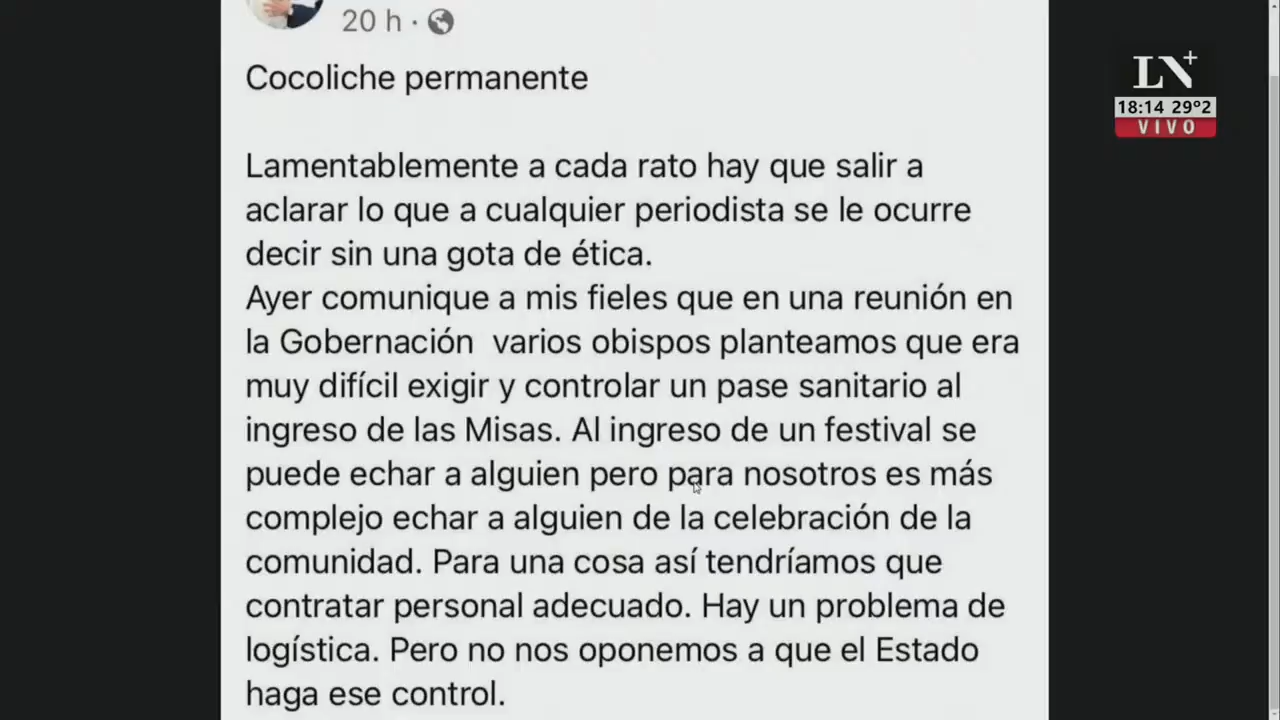 20 h ·
Cocoliche permanente
Lamentablemente a cada rato hay que salir a
aclarar lo que a cualquier periodista se le ocurre
decir sin una gota de ética.
Ayer comunique a mis fieles que en una reunión en
la Gobernación varios obispos planteamos que era
muy difícil exigir y controlar un pase sanitario al
ingreso de las Misas. Al ingreso de un festival se
puede echar a alguien pero para nosotros es más
complejo echar a alguien de la celebración de la
comunidad. Para una cosa así tendríamos que
contratar personal adecuado. Hay un problema de
logística. Pero no nos oponemos a que el Estado
haga ese control.
LN+
18:14 29º2
VIVO